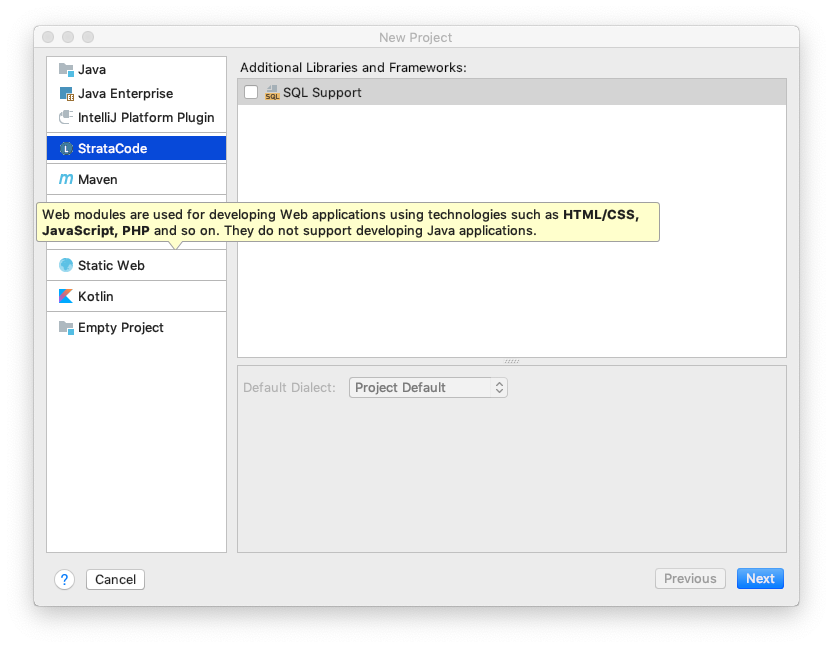 New Project
Java
Java Enterprise
IntelliJ Platform Plugin
StrataCode
Maven
Web modules are used for developing Web applications using technologies such as HTML/CSS,
JavaScript, PHP and so on. They do not support developing Java applications.
Static Web
Kotlin
Empty Project
Additional Libraries and Frameworks:
SQL SQL Support
Default Dialect: Project Default
? Cancel
Previous Next